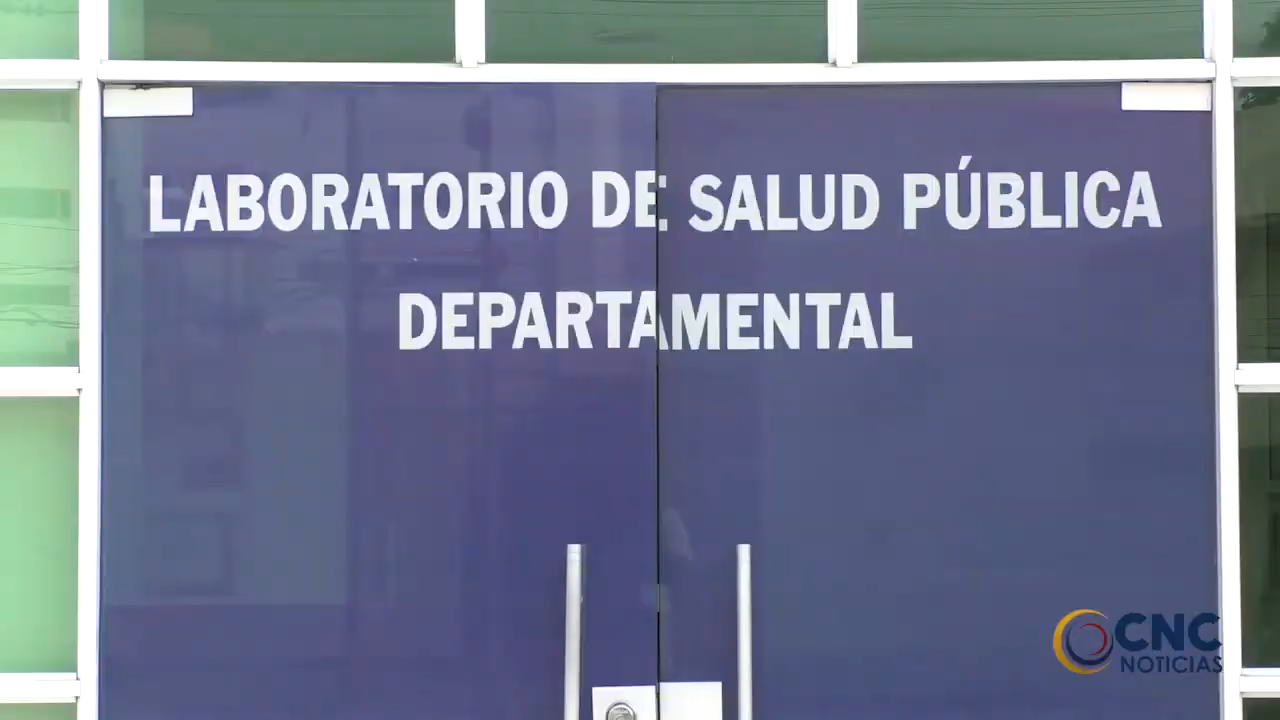 LABORATORIO DE SALUD PÚBLICA
DEPARTAMENTAL
CNC
NOTICIAS